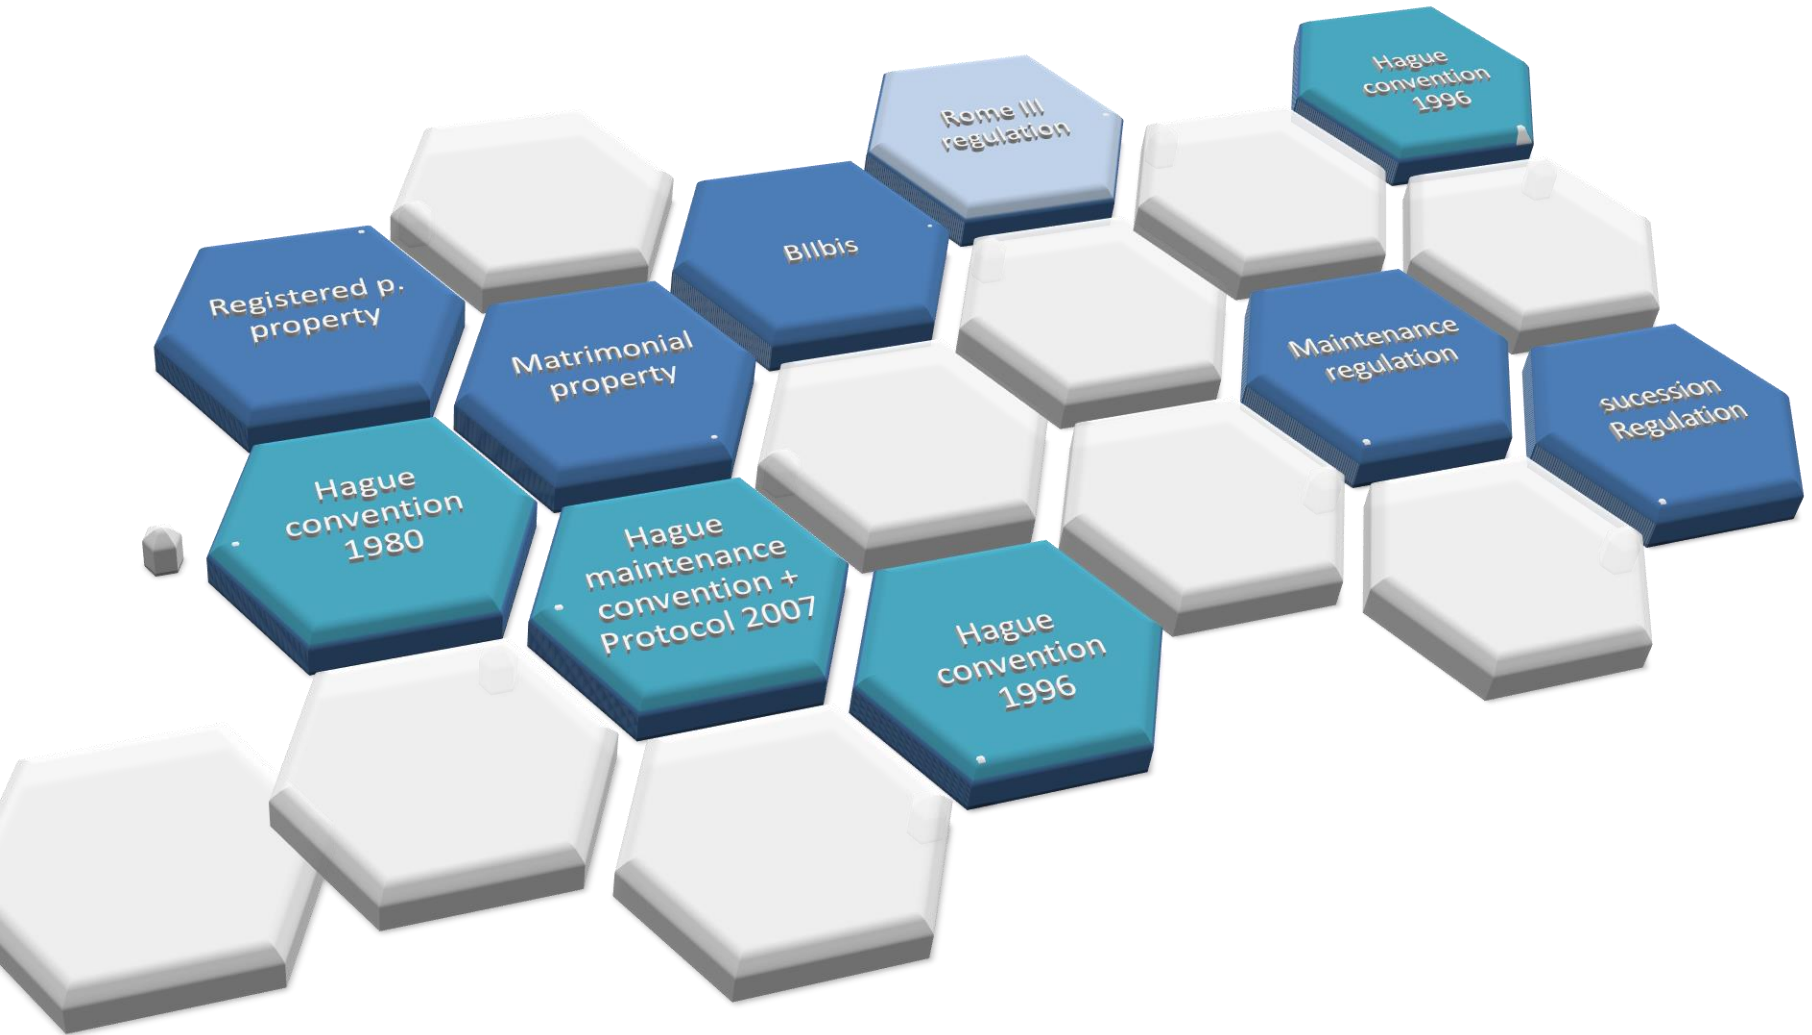 Hague
convention
1996
Rome III
regulation
BIIbis
Registered p.
property
Matrimonial
property
Maintenance
regulation
sucession
Regulation
Hague
convention
1980
Hague
maintenance
convention +
Protocol 2007
Hague
convention
1996